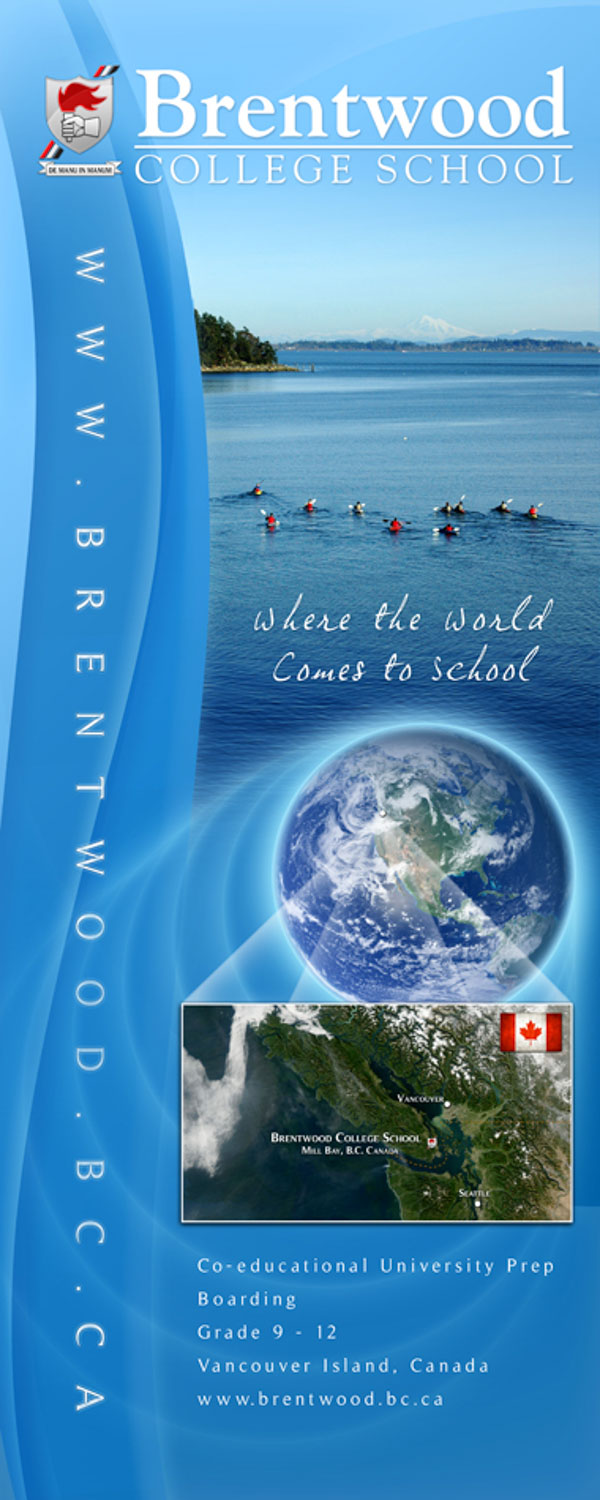 DE MANU IN MANUM
Brentwood
COLLEGE SCHOOL
WWW.BRENTWOOD.BC.CA
Where the World
Comes to School
VANCOUVER
BRENTWOOD COLLEGE SCHOOL
MILL BAY, B.C. CANADA
SEATTLE
Co-educational University Prep
Boarding
Grade 9 - 12
Vancouver Island, Canada
www.brentwood.bc.ca